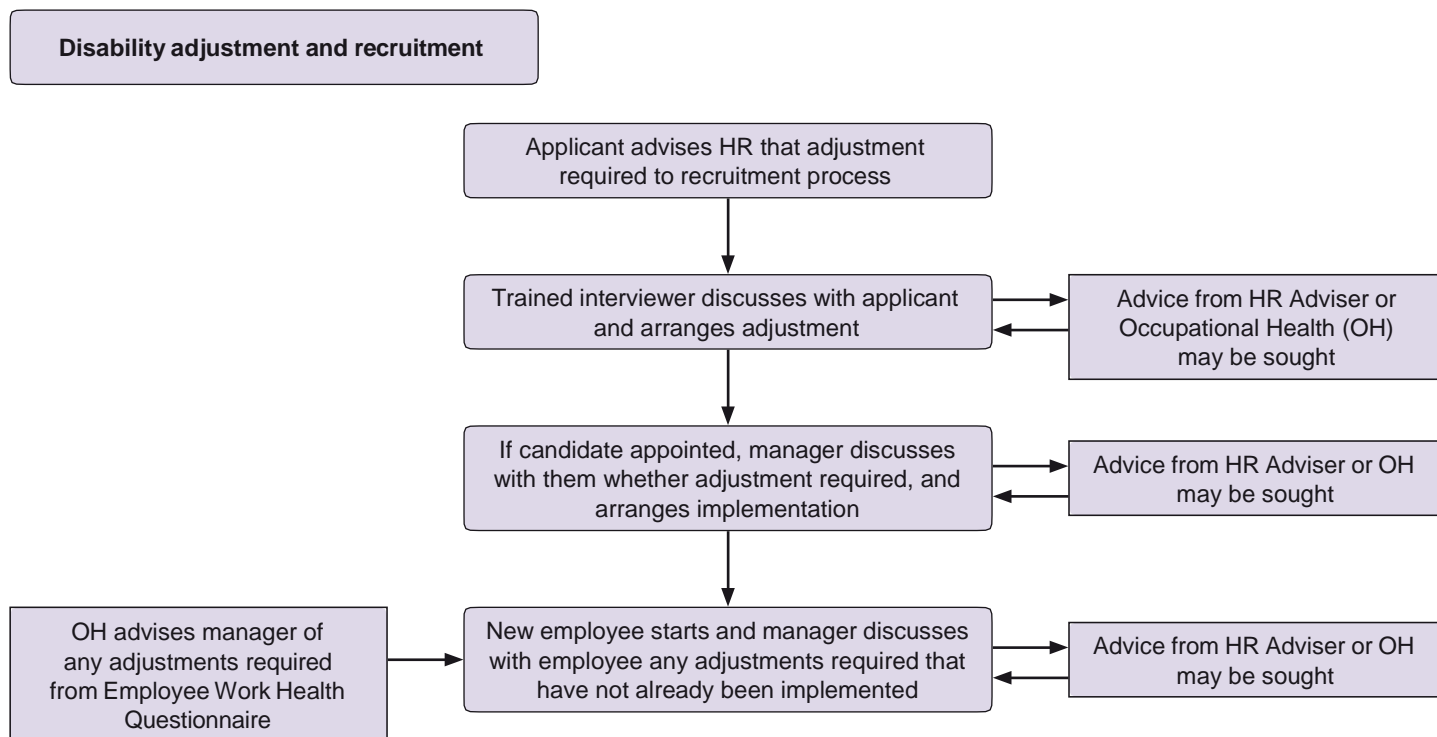 Disability adjustment and recruitment
Applicant advises HR that adjustment
required to recruitment process
Trained interviewer discusses with applicant
and arranges adjustment
Advice from HR Adviser or
Occupational Health (OH)
may be sought
If candidate appointed, manager discusses
with them whether adjustment required, and
arranges implementation
Advice from HR Adviser or OH
may be sought
OH advises manager of
any adjustments required
from Employee Work Health
Questionnaire
New employee starts and manager discusses
with employee any adjustments required that
have not already been implemented
Advice from HR Adviser or OH
may be sought